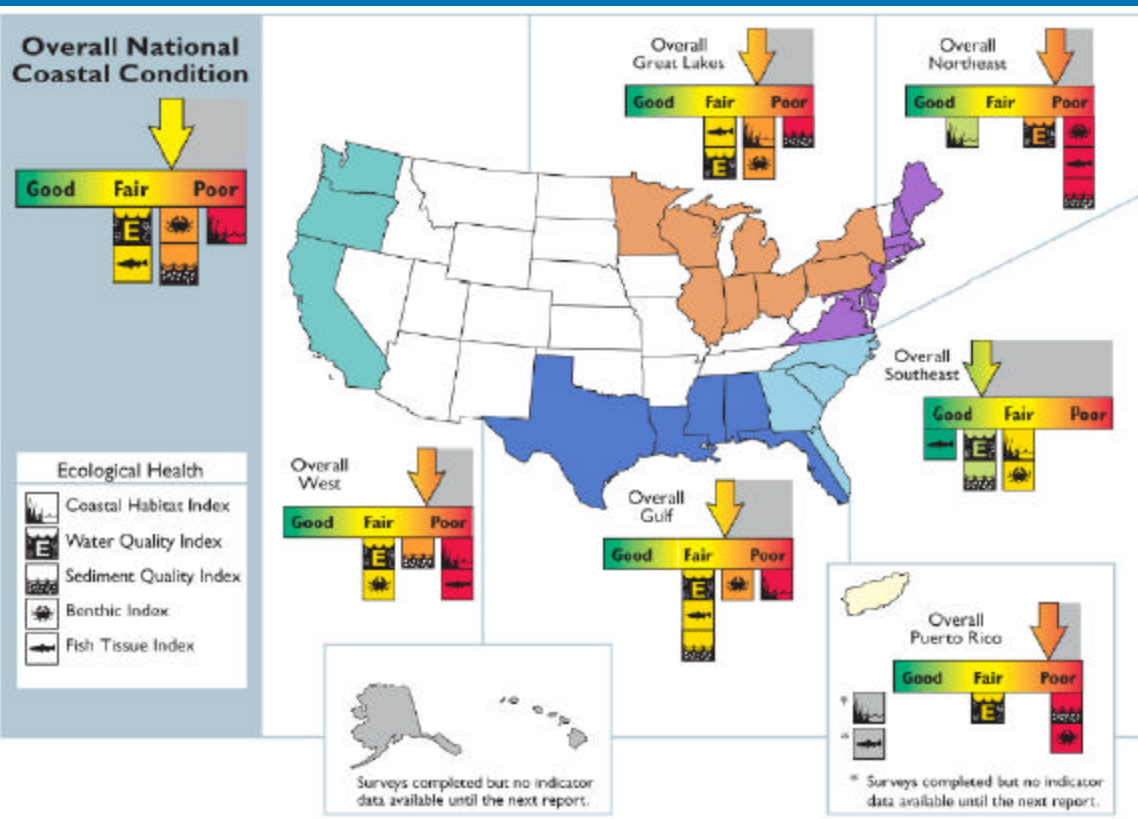 Overall National
Coastal Condition
Good Fair Poor
E
Ecological Health
Coastal Habitat Index
E Water Quality Index
Sediment Quality Index
Benthic Index
Fish Tissue Index
Overall
Great Lakes
Good Fair Poor
E
Overall
Northeast
Good Fair Poor
E
Overall
Southeast
Good Fair Poor
E
Overall
West
Good Fair Poor
E
Overall
Gulf
Good Fair Poor
E
Surveys completed but no indicator
data available until the next report.
Overall
Puerto Rico
Good Fair Poor
E
*
*
* Surveys completed but no indicator
data available until the next report.